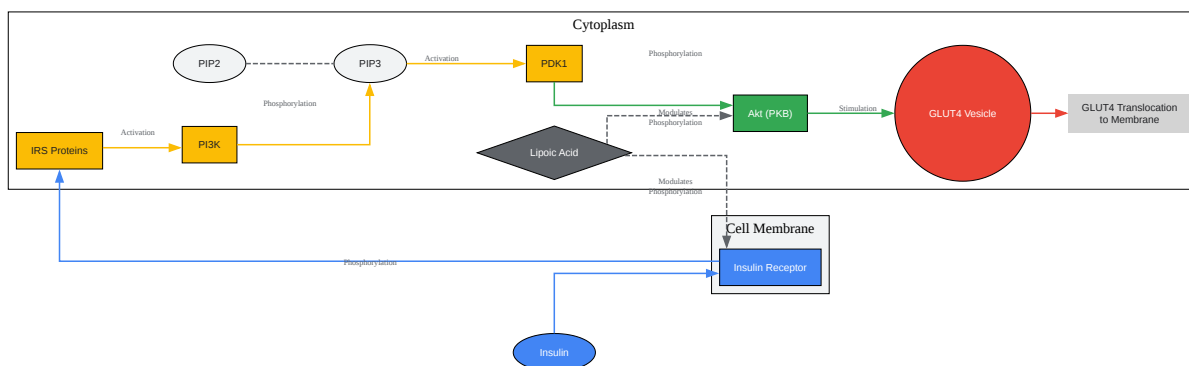 Cytoplasm
Phosphorylation
PIP2
PIP3
Activation
PDK1
Phosphorylation
Akt (PKB)
Stimulation
GLUT4 Vesicle
GLUT4 Translocation
to Membrane
Modulates
Phosphorylation
Activation
IRS Proteins
PI3K
Lipoic Acid
Modulates
Phosphorylation
Cell Membrane
Insulin Receptor
Phosphorylation
Insulin